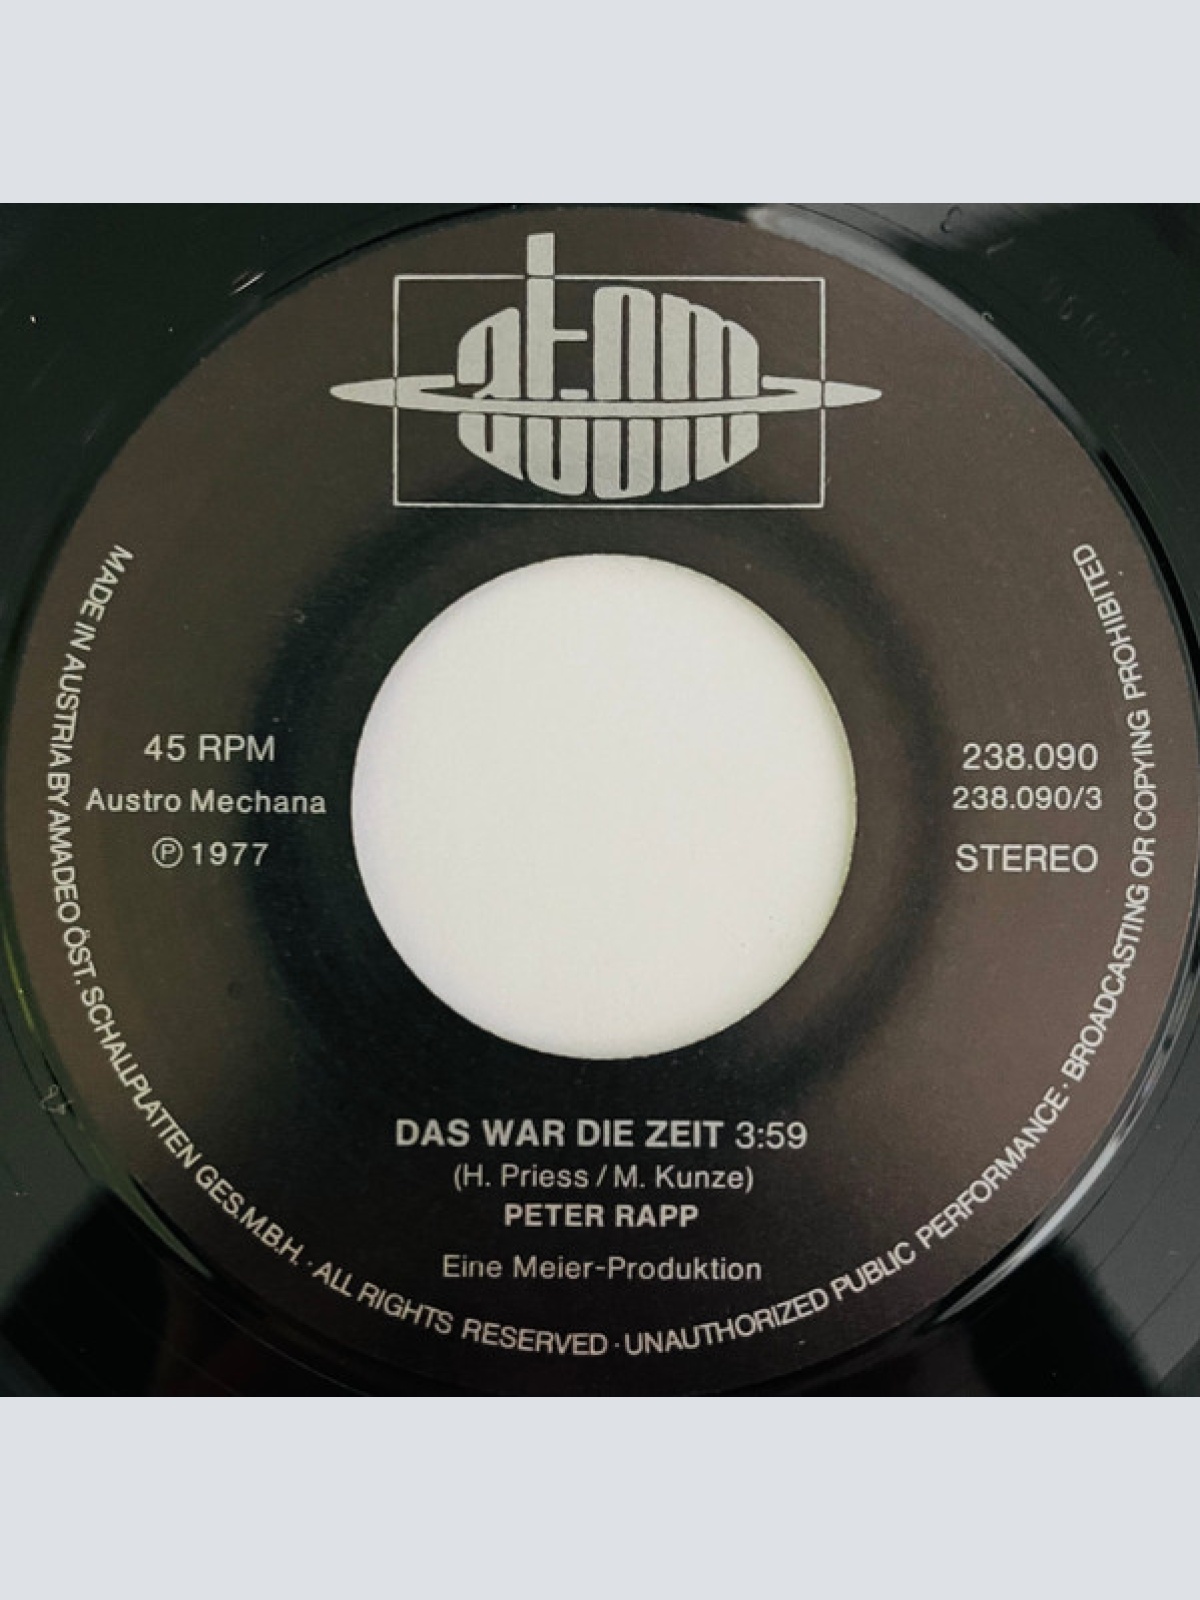 atom
45 RPM
Austro Mechana
℗ 1977
238.090
238.090/3
STEREO
DAS WAR DIE ZEIT 3:59
(H. Priess / M. Kunze)
PETER RAPP
Eine Meier-Produktion
MADE IN AUSTRIA BY AMADEO ÖST. SCHALLPLATTEN GES.M.B.H. · ALL RIGHTS RESERVED · UNAUTHORIZED PUBLIC PERFORMANCE · BROADCASTING OR COPYING PROHIBITED